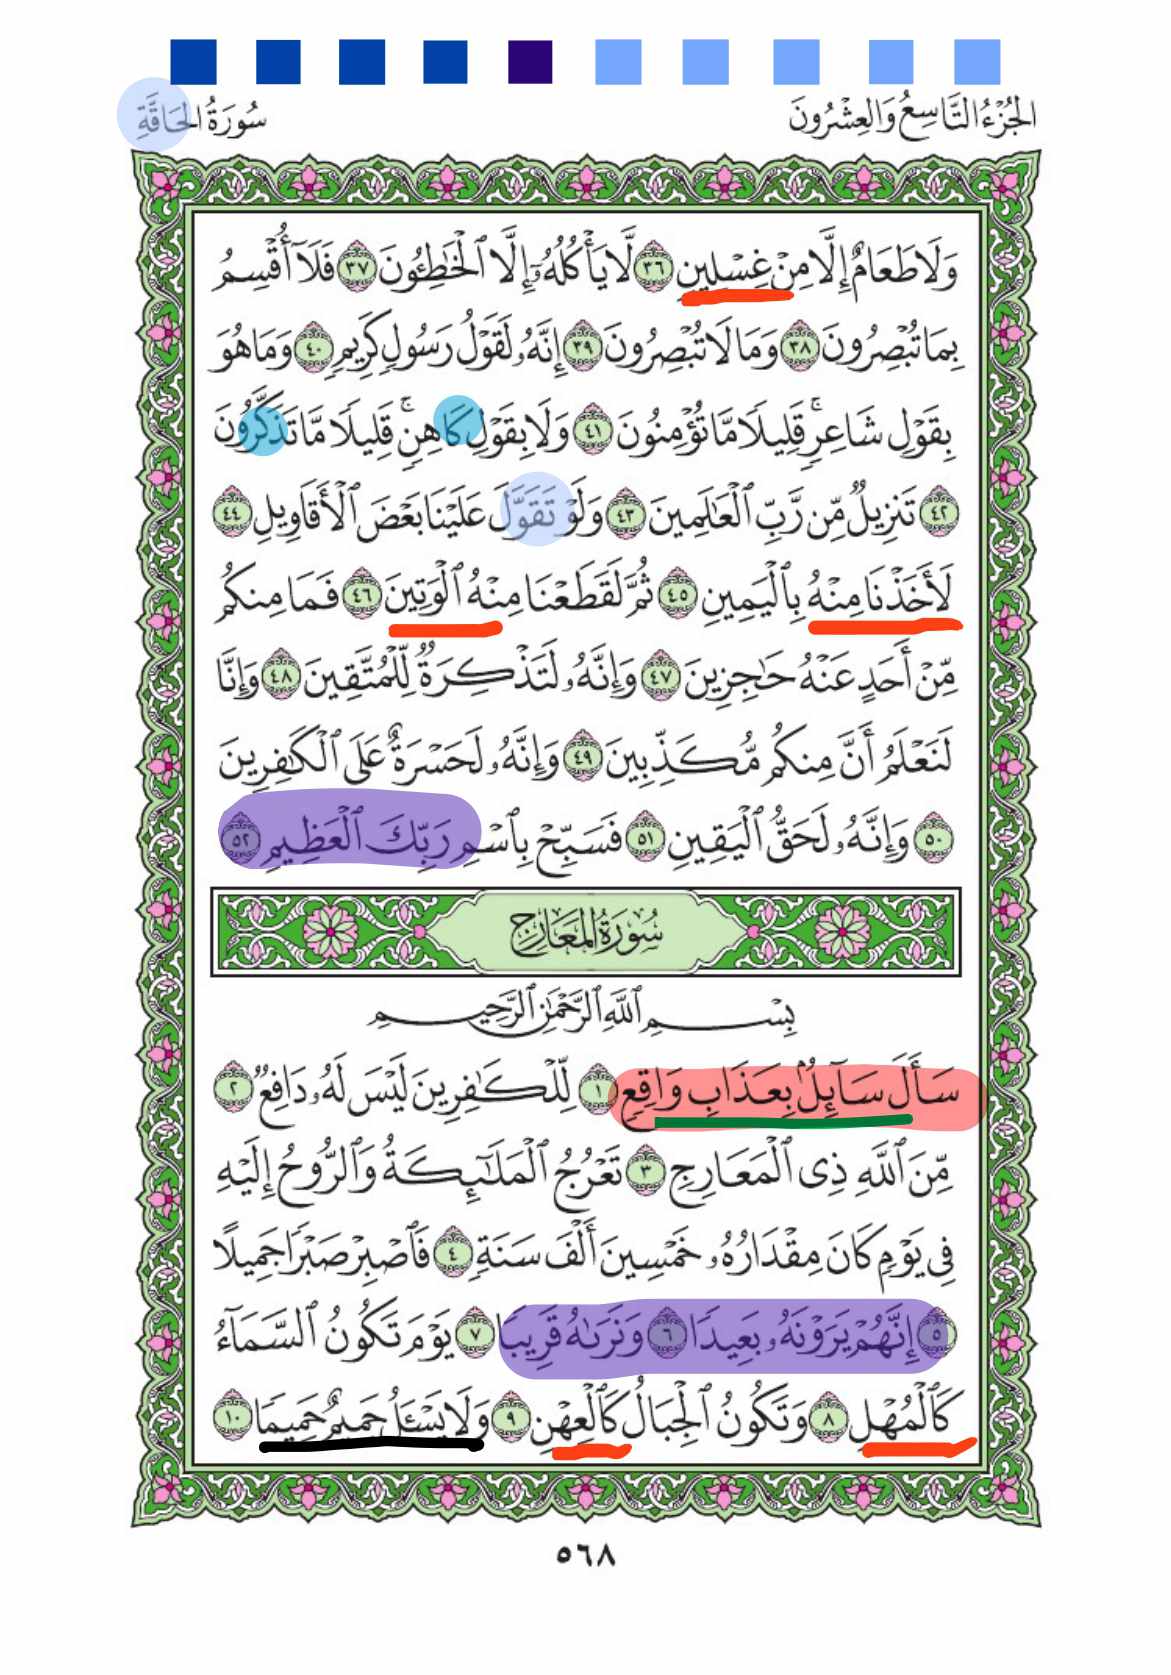 الجُزْءُ التَّاسِعُ وَالعِشْرُونَ
سُورَةُ الحَاقَّةِ
وَلَا طَعَامٌ إِلَّا مِنْ غِسْلِينٍ ٣٦ لَّا يَأْكُلُهُۥٓ إِلَّا ٱلْخَٰطِـُٔونَ ٣٧ فَلَآ أُقْسِمُ
بِمَا تُبْصِرُونَ ٣٨ وَمَا لَا تُبْصِرُونَ ٣٩ إِنَّهُۥ لَقَوْلُ رَسُولٍ كَرِيمٍ ٤٠ وَمَا هُوَ
بِقَوْلِ شَاعِرٍۚ قَلِيلًا مَّا تُؤْمِنُونَ ٤١ وَلَا بِقَوْلِ كَاهِنٍۚ قَلِيلًا مَّا تَذَكَّرُونَ
٤٢ تَنزِيلٌ مِّن رَّبِّ ٱلْعَٰلَمِينَ ٤٣ وَلَوْ تَقَوَّلَ عَلَيْنَا بَعْضَ ٱلْأَقَاوِيلِ ٤٤
لَأَخَذْنَا مِنْهُ بِٱلْيَمِينِ ٤٥ ثُمَّ لَقَطَعْنَا مِنْهُ ٱلْوَتِينَ ٤٦ فَمَا مِنكُم
مِّنْ أَحَدٍ عَنْهُ حَٰجِزِينَ ٤٧ وَإِنَّهُۥ لَتَذْكِرَةٌ لِّلْمُتَّقِينَ ٤٨ وَإِنَّا
لَنَعْلَمُ أَنَّ مِنكُم مُّكَذِّبِينَ ٤٩ وَإِنَّهُۥ لَحَسْرَةٌ عَلَى ٱلْكَٰفِرِينَ
٥٠ وَإِنَّهُۥ لَحَقُّ ٱلْيَقِينِ ٥١ فَسَبِّحْ بِٱسْمِ رَبِّكَ ٱلْعَظِيمِ ٥٢
سُورَةُ المَعَارِجِ
بِسْمِ ٱللَّهِ ٱلرَّحْمَٰنِ ٱلرَّحِيمِ
سَأَلَ سَآئِلٌۢ بِعَذَابٍ وَاقِعٍ ١ لِّلْكَٰفِرِينَ لَيْسَ لَهُۥ دَافِعٌ ٢
مِّنَ ٱللَّهِ ذِى ٱلْمَعَارِجِ ٣ تَعْرُجُ ٱلْمَلَٰٓئِكَةُ وَٱلرُّوحُ إِلَيْهِ
فِى يَوْمٍ كَانَ مِقْدَارُهُۥ خَمْسِينَ أَلْفَ سَنَةٍ ٤ فَٱصْبِرْ صَبْرًا جَمِيلًا
٥ إِنَّهُمْ يَرَوْنَهُۥ بَعِيدًا ٦ وَنَرَىٰهُ قَرِيبًا ٧ يَوْمَ تَكُونُ ٱلسَّمَآءُ
كَٱلْمُهْلِ ٨ وَتَكُونُ ٱلْجِبَالُ كَٱلْعِهْنِ ٩ وَلَا يَسْـَٔلُ حَمِيمٌ حَمِيمًا ١٠
٥٦٨